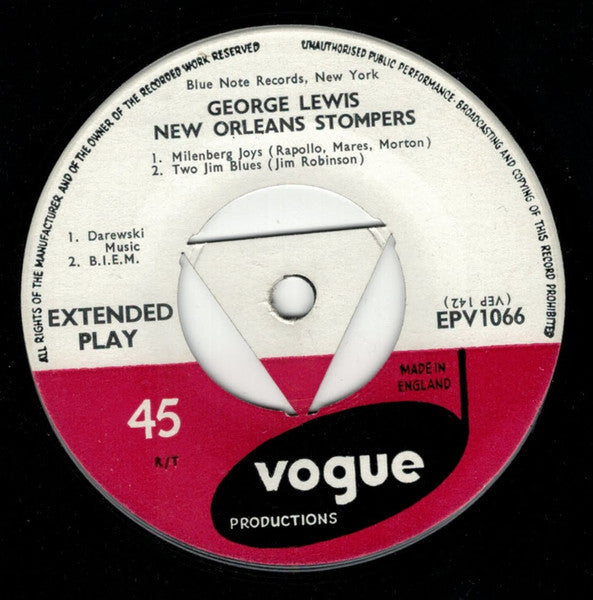 ALL RIGHTS OF THE MANUFACTURER AND OF THE OWNER OF THE RECORDED WORK RESERVED
UNAUTHORISED PUBLIC PERFORMANCE, BROADCASTING AND COPYING OF THIS RECORD PROHIBITED
Blue Note Records, New York
GEORGE LEWIS
NEW ORLEANS STOMPERS
1. Milenberg Joys (Rapollo, Mares, Morton)
2. Two Jim Blues (Jim Robinson)
1. Darewski
Music
2. B.I.E.M.
EXTENDED
PLAY
(VEP 142)
EPV1066
MADE IN
ENGLAND
45
R/T
vogue
PRODUCTIONS